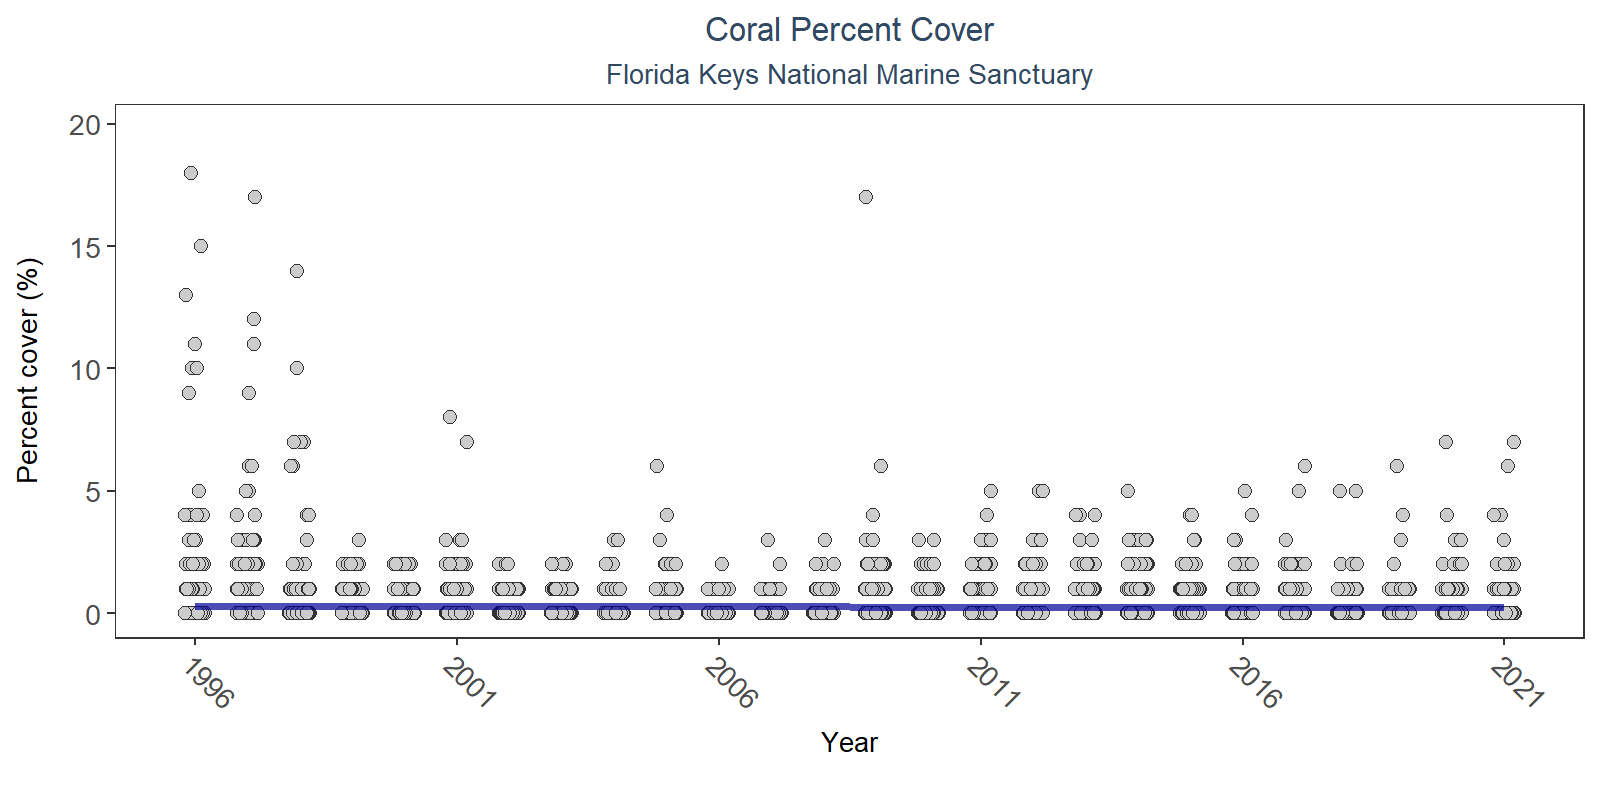 Coral Percent Cover
Florida Keys National Marine Sanctuary
Percent cover (%)
20
15
10
5
0
1996
2001
2006
2011
2016
2021
Year